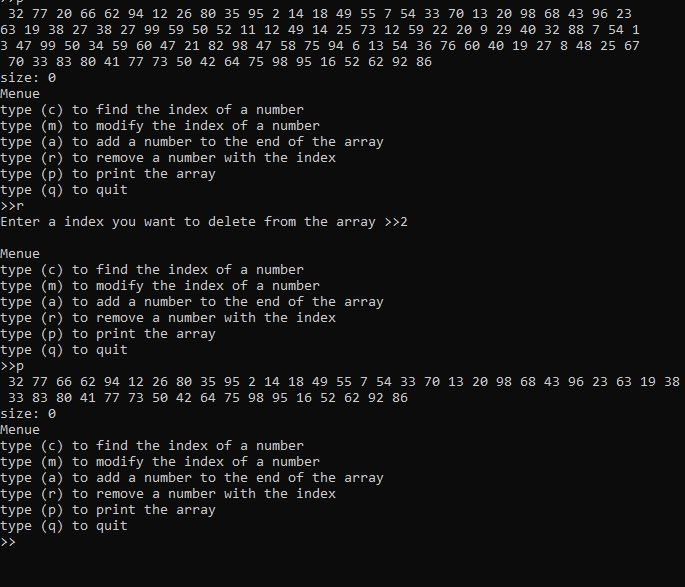 >>p
32 77 20 66 62 94 12 26 80 35 95 2 14 18 49 55 7 54 33 70 13 20 98 68 43 96 23
63 19 38 27 38 27 99 59 50 52 11 12 49 14 25 73 12 59 22 20 9 29 40 32 88 7 54 1
3 47 99 50 34 59 60 47 21 82 98 47 58 75 94 6 13 54 36 76 60 40 19 27 8 48 25 67
70 33 83 80 41 77 73 50 42 64 75 98 95 16 52 62 92 86
size: 0
Menue
type (c) to find the index of a number
type (m) to modify the index of a number
type (a) to add a number to the end of the array
type (r) to remove a number with the index
type (p) to print the array
type (q) to quit
>>r
Enter a index you want to delete from the array >>2
Menue
type (c) to find the index of a number
type (m) to modify the index of a number
type (a) to add a number to the end of the array
type (r) to remove a number with the index
type (p) to print the array
type (q) to quit
>>p
32 77 66 62 94 12 26 80 35 95 2 14 18 49 55 7 54 33 70 13 20 98 68 43 96 23 63 19 38
33 83 80 41 77 73 50 42 64 75 98 95 16 52 62 92 86
size: 0
Menue
type (c) to find the index of a number
type (m) to modify the index of a number
type (a) to add a number to the end of the array
type (r) to remove a number with the index
type (p) to print the array
type (q) to quit
>>